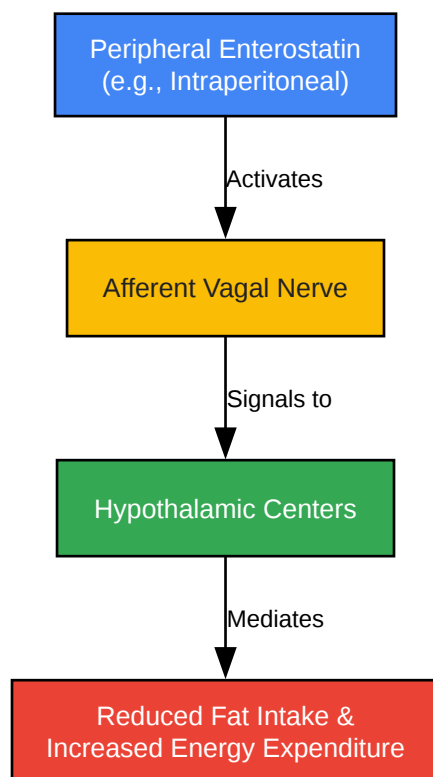 Peripheral Enterostatin
(e.g., Intraperitoneal)
Activates
Afferent Vagal Nerve
Signals to
Hypothalamic Centers
Mediates
Reduced Fat Intake &
Increased Energy Expenditure